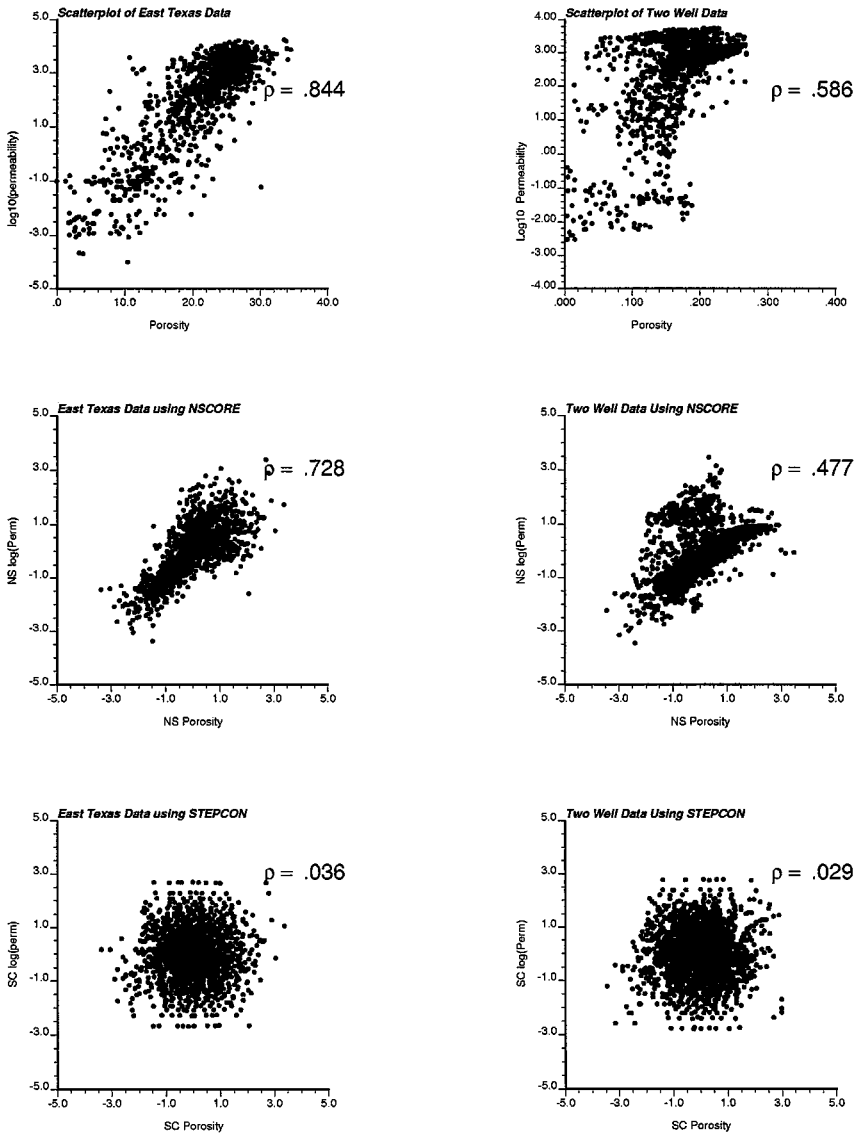 Scatterplot of East Texas Data
5.0
3.0
1.0
-1.0
-3.0
-5.0
log10(permeability)
ρ = .844
.0 10.0 20.0 30.0 40.0
Porosity
Scatterplot of Two Well Data
4.00
3.00
2.00
1.00
.00
-1.00
-2.00
-3.00
-4.00
Log10 Permeability
ρ = .586
.000 .100 .200 .300 .400
Porosity
East Texas Data using NSCORE
5.0
3.0
1.0
-1.0
-3.0
-5.0
NS log(Perm)
ρ = .728
-5.0 -3.0 -1.0 1.0 3.0 5.0
NS Porosity
Two Well Data Using NSCORE
5.0
3.0
1.0
-1.0
-3.0
-5.0
NS log(Perm)
ρ = .477
-5.0 -3.0 -1.0 1.0 3.0 5.0
NS Porosity
East Texas Data using STEPCON
5.0
3.0
1.0
-1.0
-3.0
-5.0
SC log(perm)
ρ = .036
-5.0 -3.0 -1.0 1.0 3.0 5.0
SC Porosity
Two Well Data Using STEPCON
5.0
3.0
1.0
-1.0
-3.0
-5.0
SC log(Perm)
ρ = .029
-5.0 -3.0 -1.0 1.0 3.0 5.0
SC Porosity